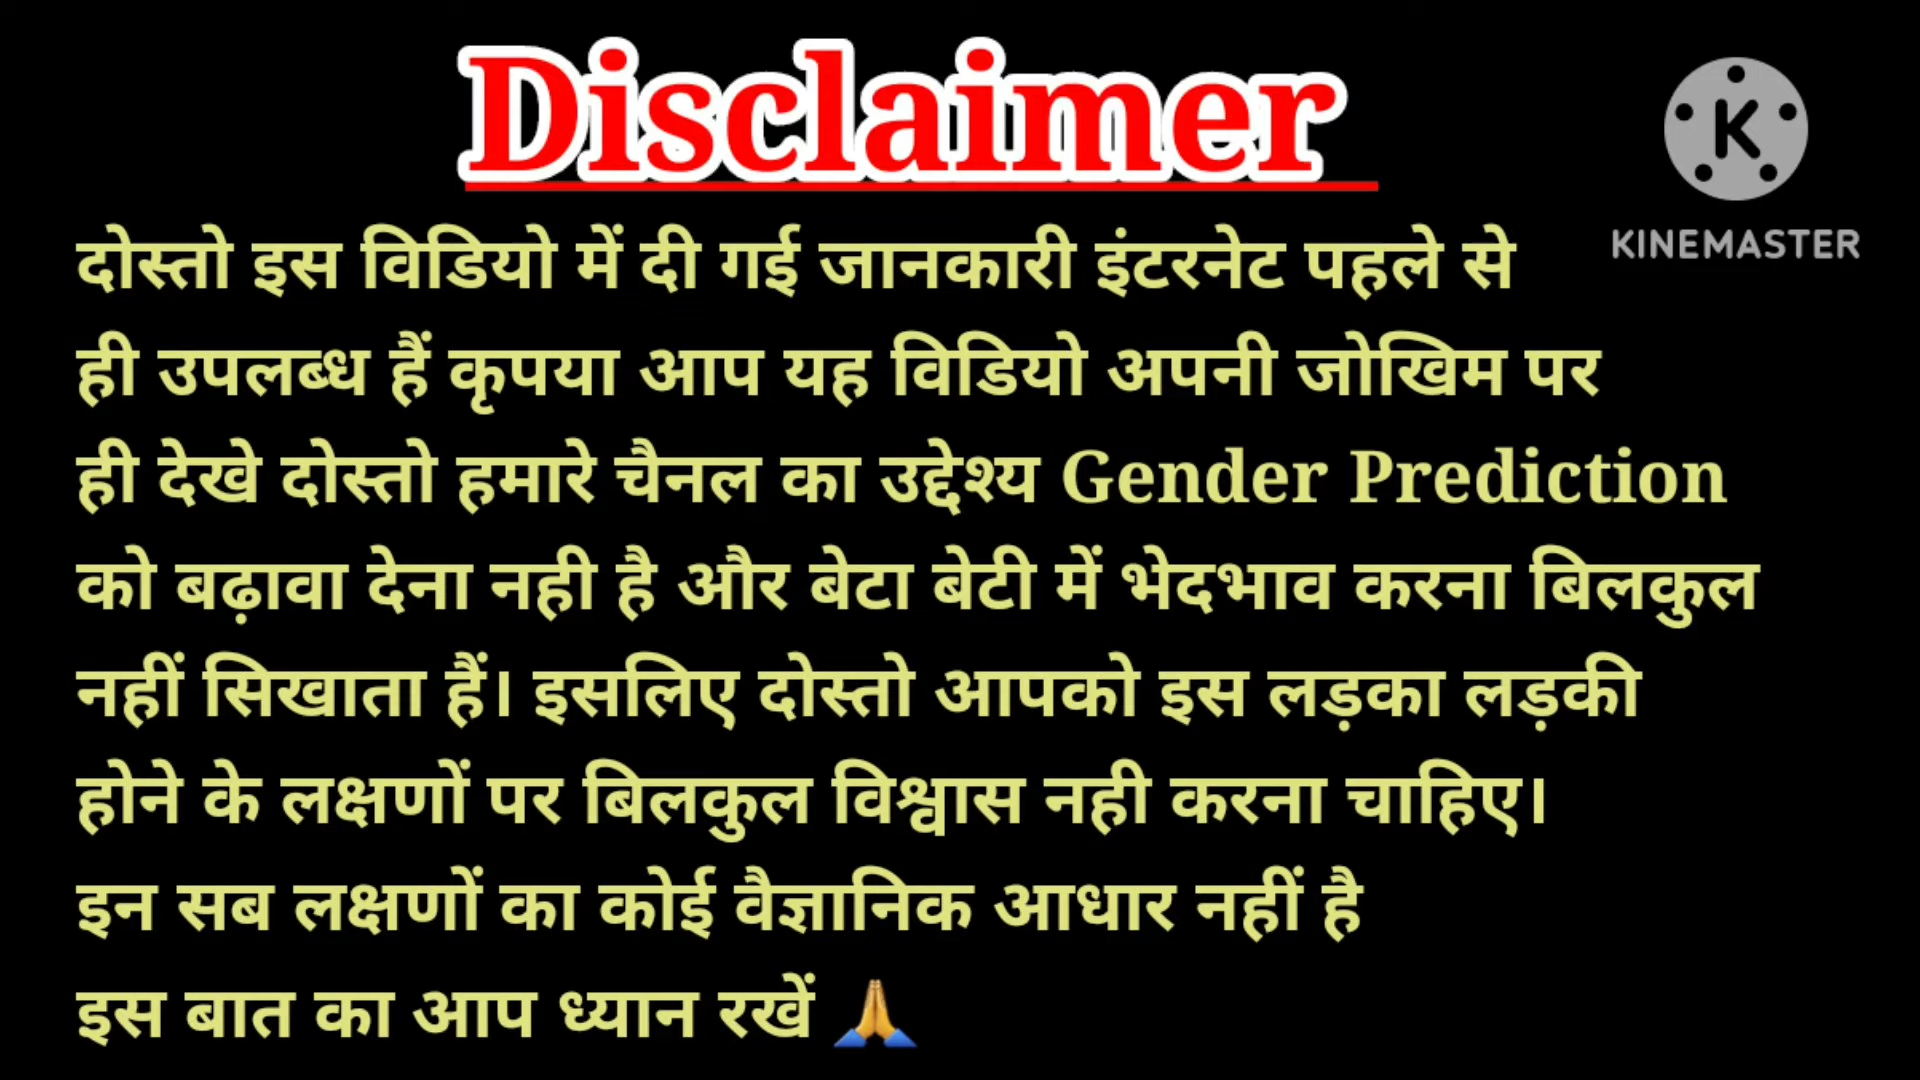 Disclaimer
KINEMASTER
दोस्तो इस विडियो में दी गई जानकारी इंटरनेट पहले से
ही उपलब्ध हैं कृपया आप यह विडियो अपनी जोखिम पर
ही देखे दोस्तो हमारे चैनल का उद्देश्य Gender Prediction
को बढ़ावा देना नही है और बेटा बेटी में भेदभाव करना बिलकुल
नहीं सिखाता हैं। इसलिए दोस्तो आपको इस लड़का लड़की
होने के लक्षणों पर बिलकुल विश्वास नही करना चाहिए।
इन सब लक्षणों का कोई वैज्ञानिक आधार नहीं है
इस बात का आप ध्यान रखें 🙏